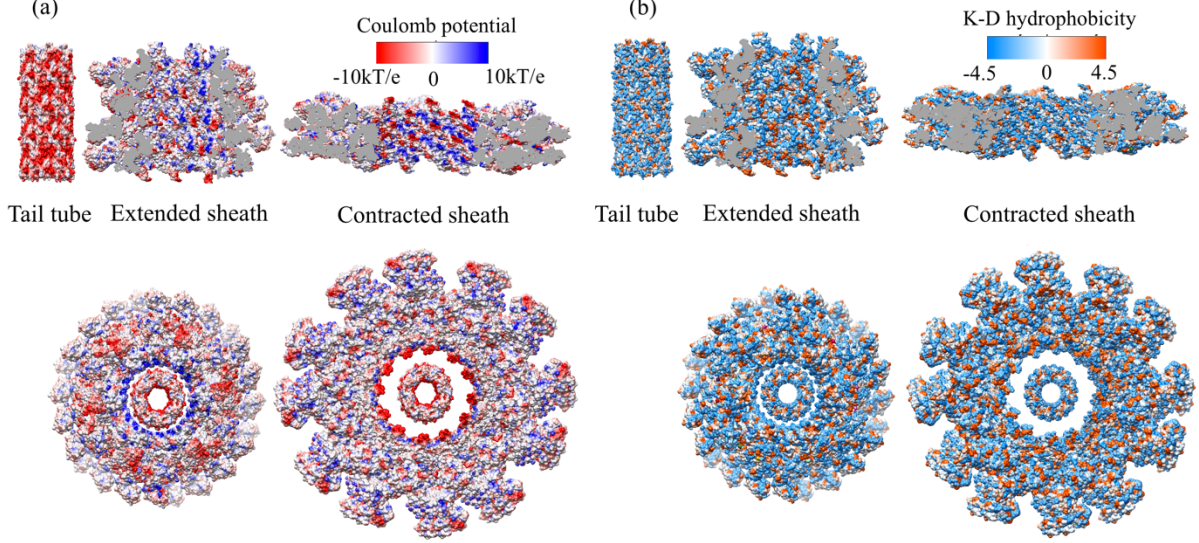 (a)
Coulomb potential
-10kT/e 0 10kT/e
Tail tube Extended sheath Contracted sheath
(b)
K-D hydrophobicity
-4.5 0 4.5
Tail tube Extended sheath Contracted sheath